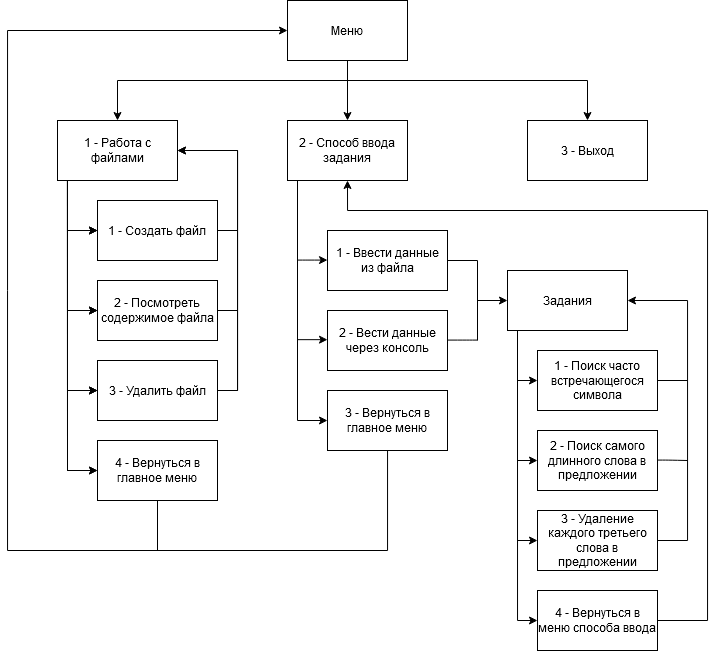 Меню
1 - Работа с
файлами
2 - Способ ввода
задания
3 - Выход
1 - Создать файл
2 - Посмотреть
содержимое файла
3 - Удалить файл
4 - Вернуться в
главное меню
1 - Ввести данные
из файла
2 - Вести данные
через консоль
3 - Вернуться в
главное меню
Задания
1 - Поиск часто
встречающегося
символа
2 - Поиск самого
длинного слова в
предложении
3 - Удаление
каждого третьего
слова в
предложении
4 - Вернуться в
меню способа ввода